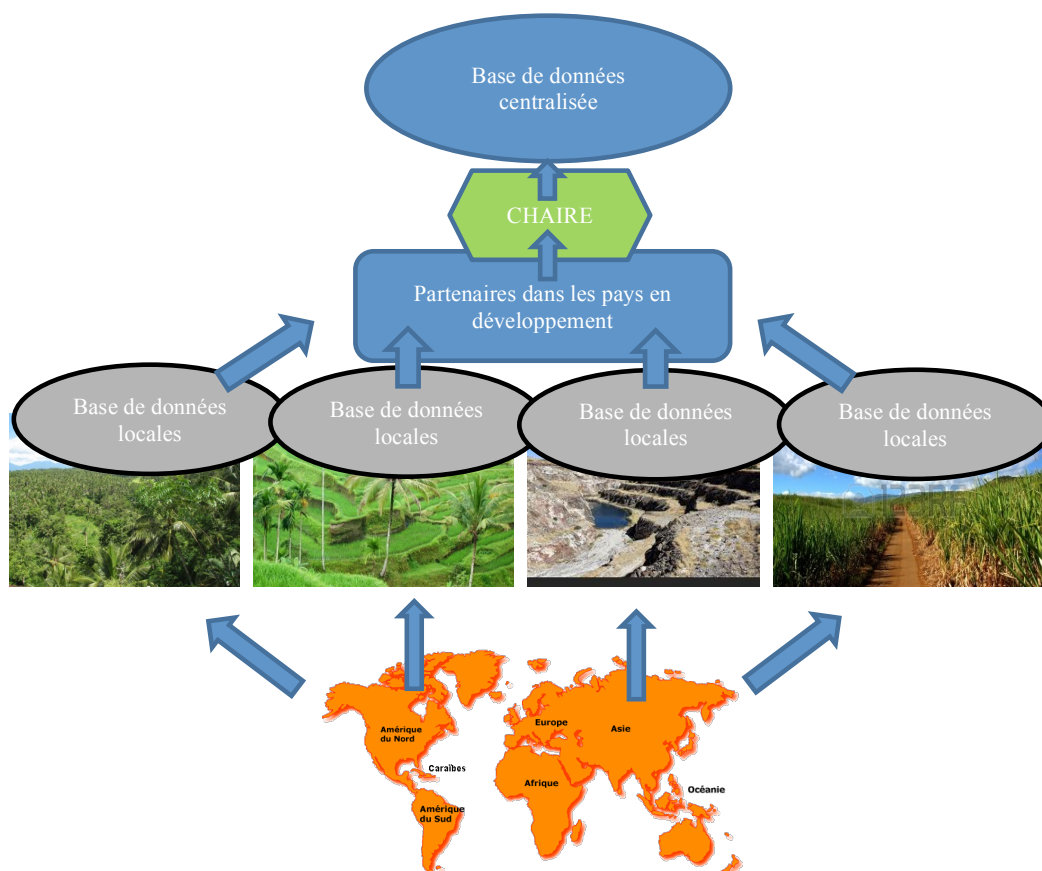 Base de données
centralisée
CHAIRE
Partenaires dans les pays en
développement
Base de données
locales
Base de données
locales
Base de données
locales
Base de données
locales
Amérique
du Nord
Europe
Asie
Caraïbes
Afrique
Océanie
Amérique
du Sud